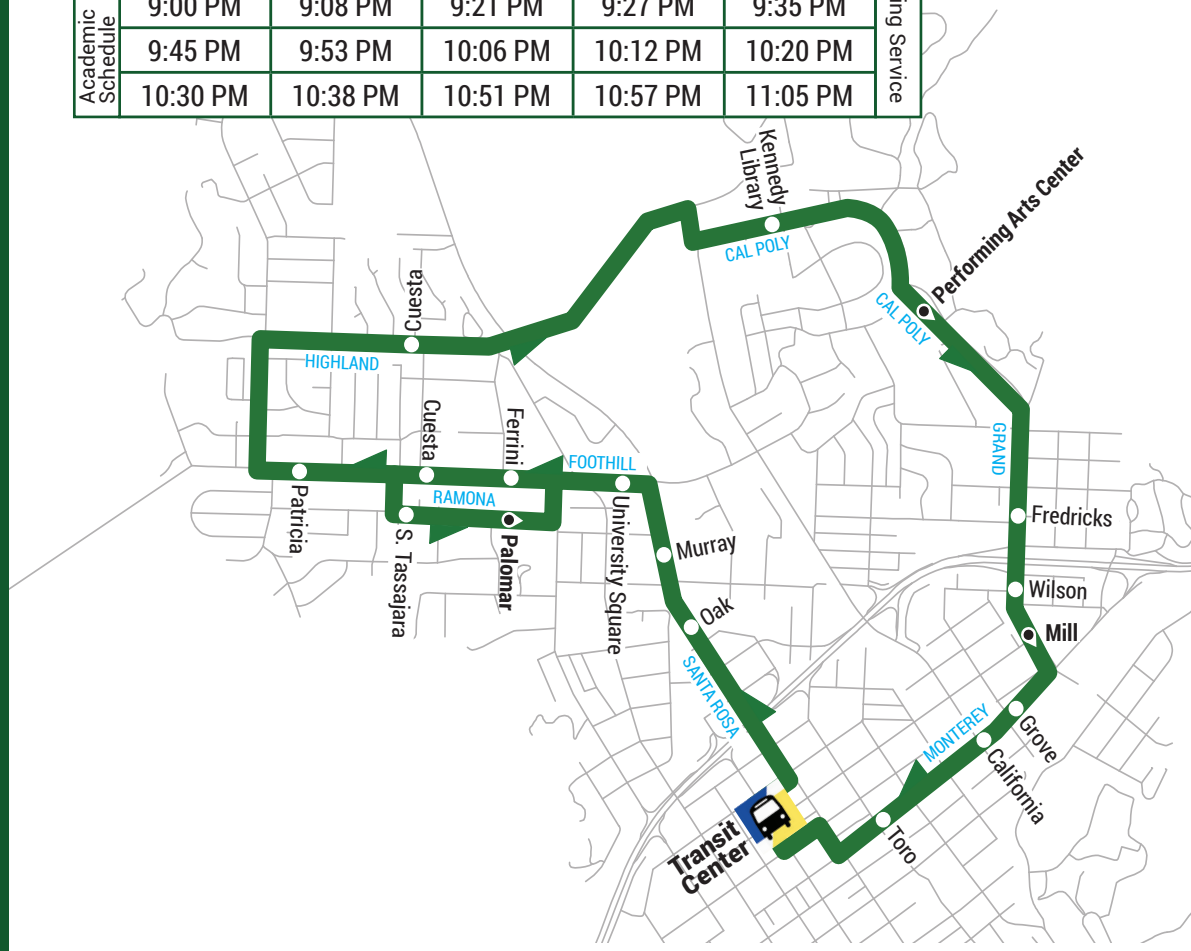 9:00 PM 9:08 PM 9:21 PM 9:27 PM 9:35 PM
Academic
Schedule
9:45 PM 9:53 PM 10:06 PM 10:12 PM 10:20 PM
10:30 PM 10:38 PM 10:51 PM 10:57 PM 11:05 PM
Service
Kennedy
Library
CAL POLY
Performing Arts Center
CAL POLY
Cuesta
HIGHLAND
GRAND
Cuesta
Ferrini
FOOTHILL
RAMONA
Patricia
S. Tassajara
Palomar
University Square
Murray
Oak
Fredricks
Wilson
Mill
SANTA ROSA
MONTEREY
Grove
California
Toro
Transit
Center